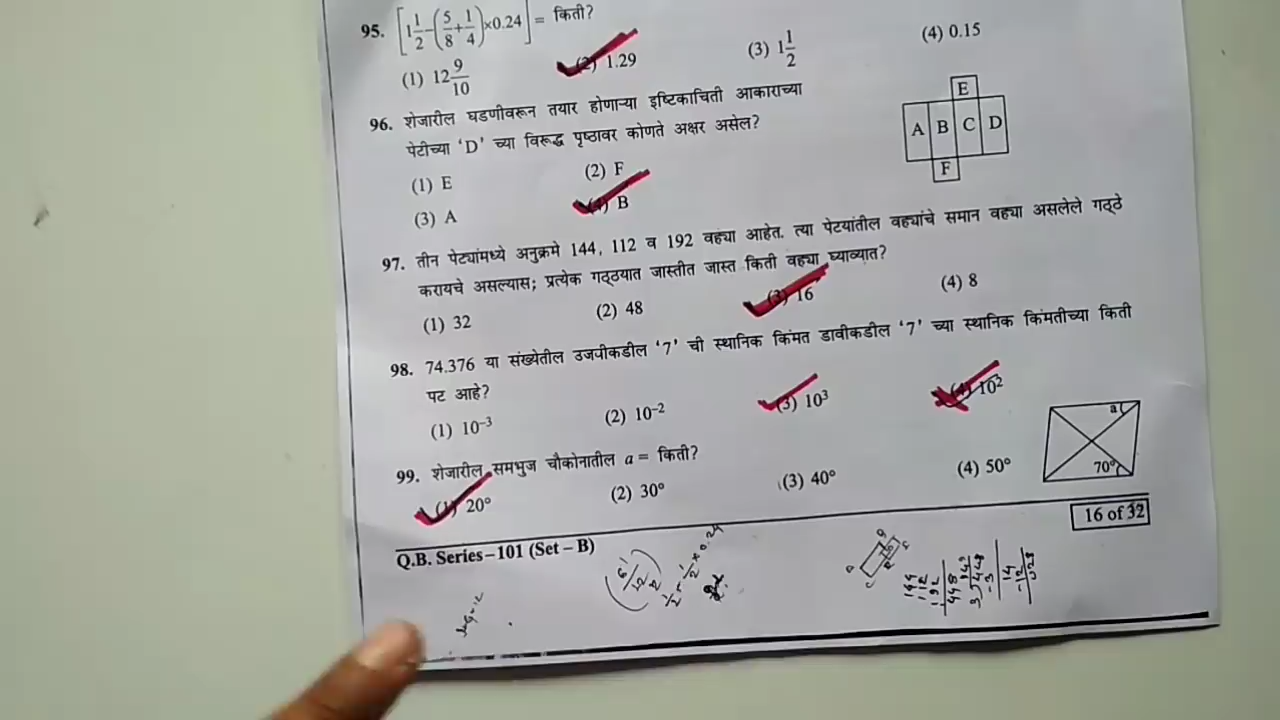 95. [1 1/2 − (5/8 + 1/4) × 0.24] = किती?
(1) 12 9/10 (2) 1.29 (3) 1 1/2 (4) 0.15
96. शेजारील घडणीवरून तयार होणाऱ्या इष्टिकाचिती आकाराच्या
पेटीच्या ‘D’ च्या विरूद्ध पृष्ठावर कोणते अक्षर असेल?
(1) E (2) F
(3) A (4) B
E
A B C D
F
97. तीन पेट्यांमध्ये अनुक्रमे 144, 112 व 192 वह्या आहेत. त्या पेटयांतील वह्यांचे समान वह्या असलेले गठ्ठे
करायचे असल्यास; प्रत्येक गठ्ठयात जास्तीत जास्त किती वह्या घ्याव्यात?
(1) 32 (2) 48 (3) 16 (4) 8
98. 74.376 या संख्येतील उजवीकडील ‘7’ ची स्थानिक किंमत डावीकडील ‘7’ च्या स्थानिक किंमतीच्या किती
पट आहे?
(1) 10⁻³ (2) 10⁻² (3) 10³ (4) 10²
99. शेजारील समभुज चौकोनातील a = किती?
(1) 20° (2) 30° (3) 40° (4) 50°
a
70°
16 of 32
Q.B. Series–101 (Set – B)